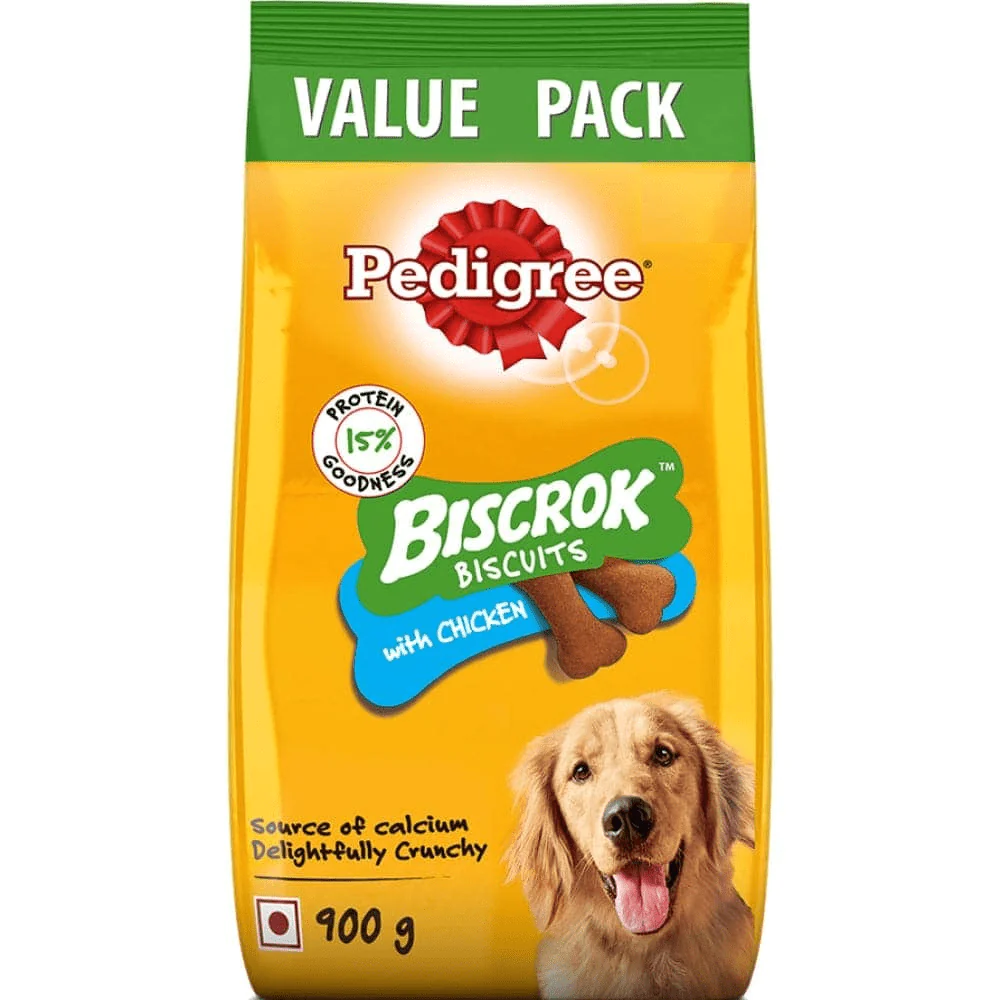 VALUE PACK
Pedigree®
PROTEIN
15%
GOODNESS
BISCROK™
BISCUITS
with CHICKEN
Source of calcium
Delightfully Crunchy
900 g